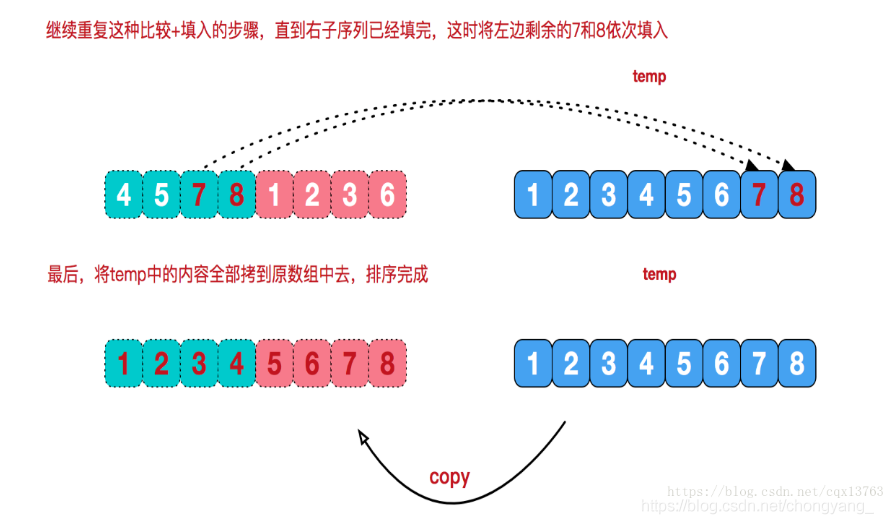 继续重复这种比较+填入的步骤，直到右子序列已经填完，这时将左边剩余的7和8依次填入
temp
4 5 7 8 1 2 3 6
1 2 3 4 5 6 7 8
最后，将temp中的内容全部拷到原数组中去，排序完成
temp
1 2 3 4 5 6 7 8
1 2 3 4 5 6 7 8
copy
https://blog.csdn.net/cqx13763
https://blog.csdn.net/chongyang_